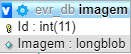 evr_db imagem
Id : int(11)
Imagem : longblob